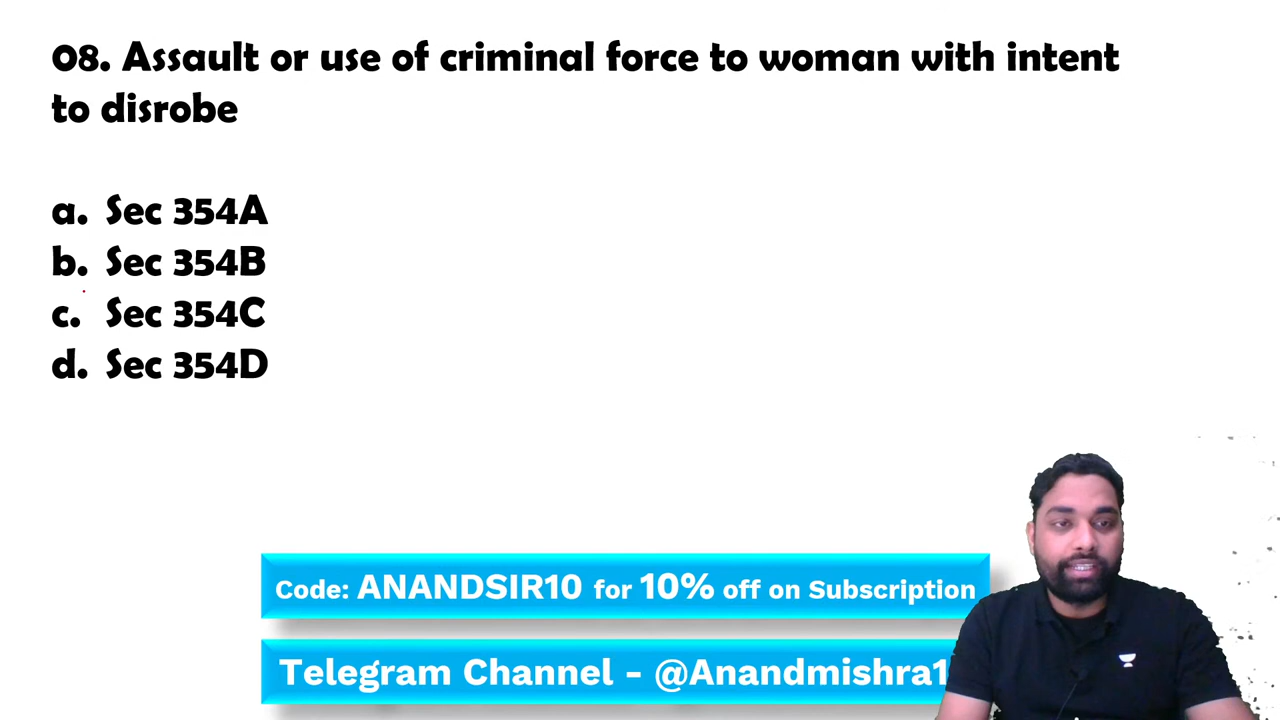 08. Assault or use of criminal force to woman with intent
to disrobe
a. Sec 354A
b. Sec 354B
c. Sec 354C
d. Sec 354D
Code: ANANDSIR10 for 10% off on Subscription
Telegram Channel - @Anandmishra1